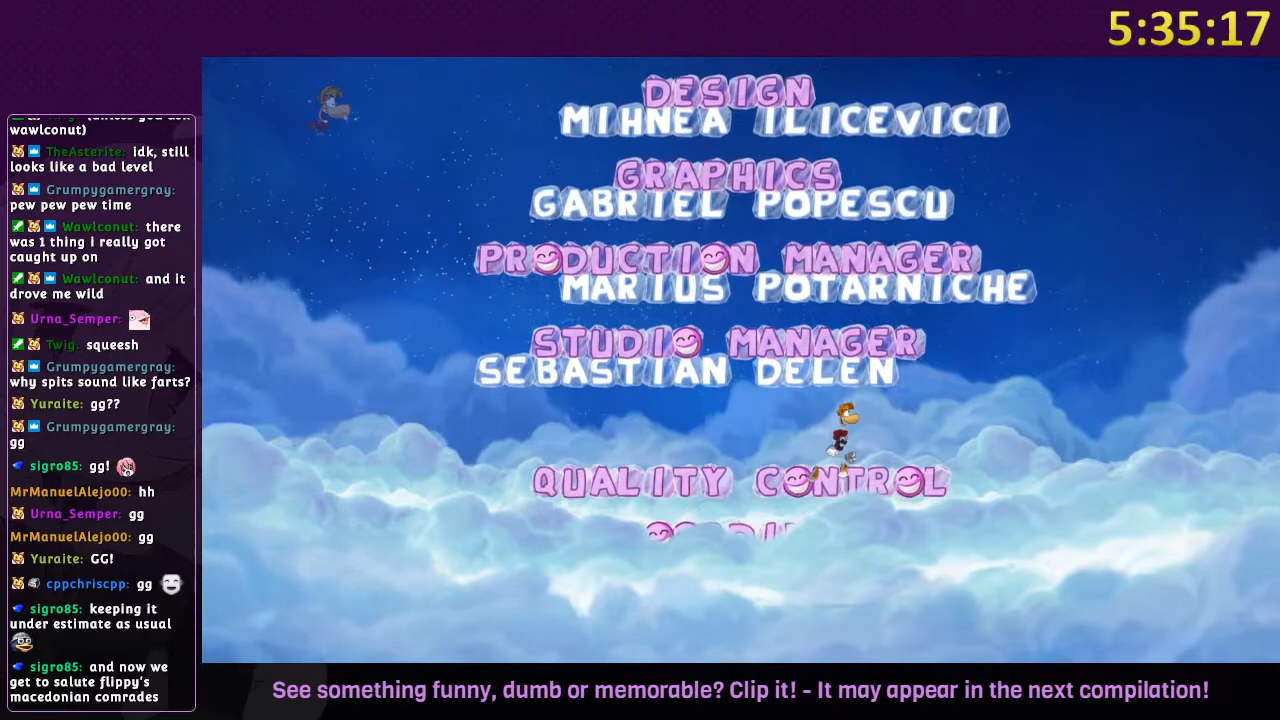 5:35:17
wawlconut)
TheAsterite: idk, still
looks like a bad level
Grumpygamergray:
pew pew pew time
Wawlconut: there
was 1 thing i really got
caught up on
Wawlconut: and it
drove me wild
Urna_Semper:
Twig: squeesh
Grumpygamergray:
why spits sound like farts?
Yuraite: gg??
Grumpygamergray:
gg
sigro85: gg!
MrManuelAlejo00: hh
Urna_Semper: gg
MrManuelAlejo00: gg
Yuraite: GG!
cppchriscpp: gg
sigro85: keeping it
under estimate as usual
sigro85: and now we
get to salute flippy's
macedonian comrades
DESIGN
MIHNEA ILICEVICI
GRAPHICS
GABRIEL POPESCU
PRODUCTION MANAGER
MARIUS POTARNICHE
STUDIO MANAGER
SEBASTIAN DELEN
QUALITY CONTROL
See something funny, dumb or memorable? Clip it! - It may appear in the next compilation!